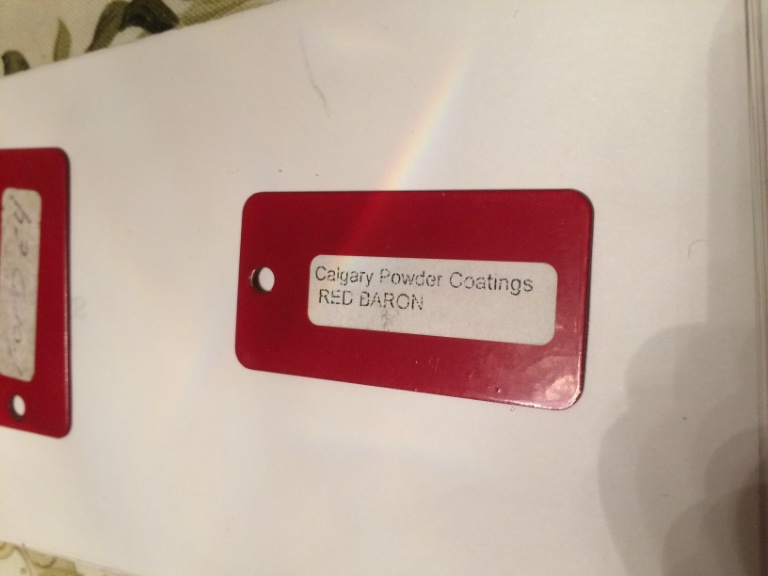 Calgary Powder Coatings
RED BARON